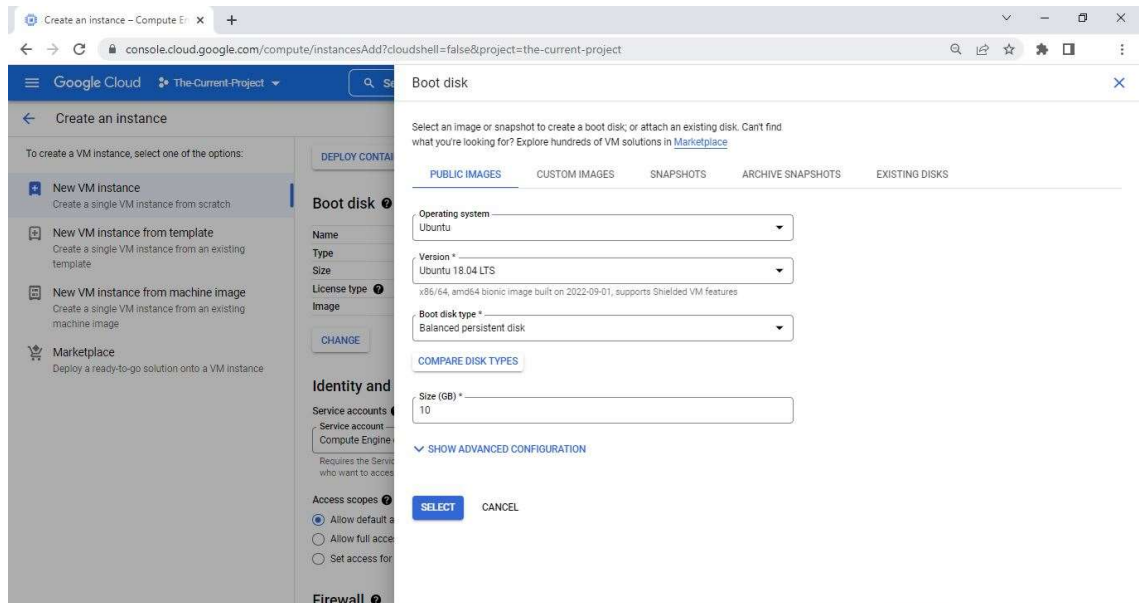 Create an instance – Compute En
console.cloud.google.com/compute/instancesAdd?cloudshell=false&project=the-current-project
Google Cloud
The-Current-Project
Create an instance
To create a VM instance, select one of the options:
New VM instance
Create a single VM instance from scratch
New VM instance from template
Create a single VM instance from an existing
template
New VM instance from machine image
Create a single VM instance from an existing
machine image
Marketplace
Deploy a ready-to-go solution onto a VM instance
DEPLOY CONTAI
Boot disk
Name
Type
Size
License type
Image
CHANGE
Identity and
Service accounts
Service account
Compute Engine
Requires the Servic
who want to acces
Access scopes
Allow default a
Allow full acce
Set access for
Firewall
Boot disk
Select an image or snapshot to create a boot disk; or attach an existing disk. Can't find
what you're looking for? Explore hundreds of VM solutions in Marketplace
PUBLIC IMAGES CUSTOM IMAGES SNAPSHOTS ARCHIVE SNAPSHOTS EXISTING DISKS
Operating system
Ubuntu
Version *
Ubuntu 18.04 LTS
x86/64, amd64 bionic image built on 2022-09-01, supports Shielded VM features
Boot disk type *
Balanced persistent disk
COMPARE DISK TYPES
Size (GB) *
10
SHOW ADVANCED CONFIGURATION
SELECT CANCEL